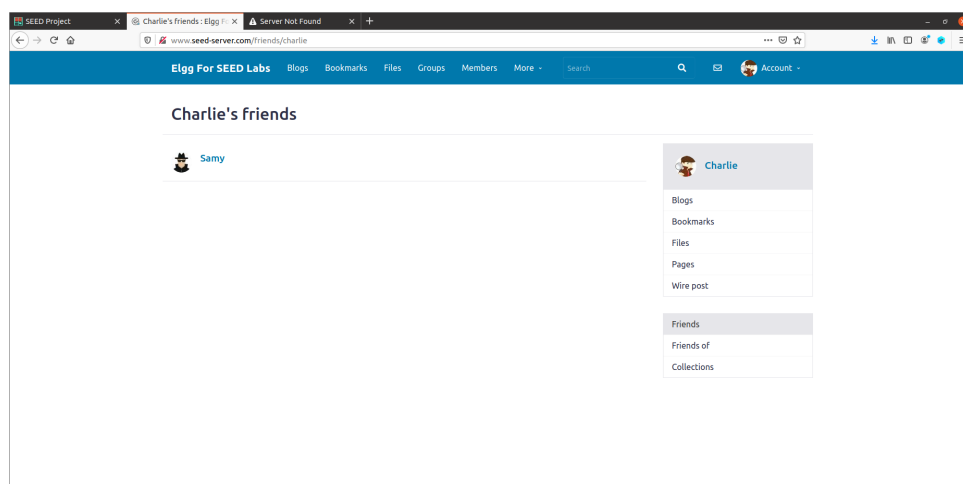 SEED Project
Charlie's friends : Elgg Fo
Server Not Found
www.seed-server.com/friends/charlie
Elgg For SEED Labs Blogs Bookmarks Files Groups Members More Search Account
Charlie's friends
Samy
Charlie
Blogs
Bookmarks
Files
Pages
Wire post
Friends
Friends of
Collections